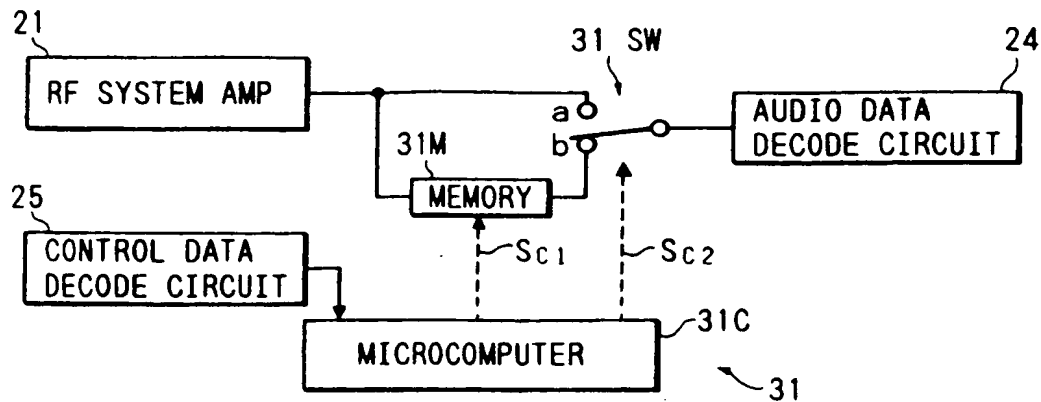 21
31 SW
24
RF SYSTEM AMP
a
b
AUDIO DATA
DECODE CIRCUIT
31M
MEMORY
25
CONTROL DATA
DECODE CIRCUIT
SC1
SC2
31C
MICROCOMPUTER
31